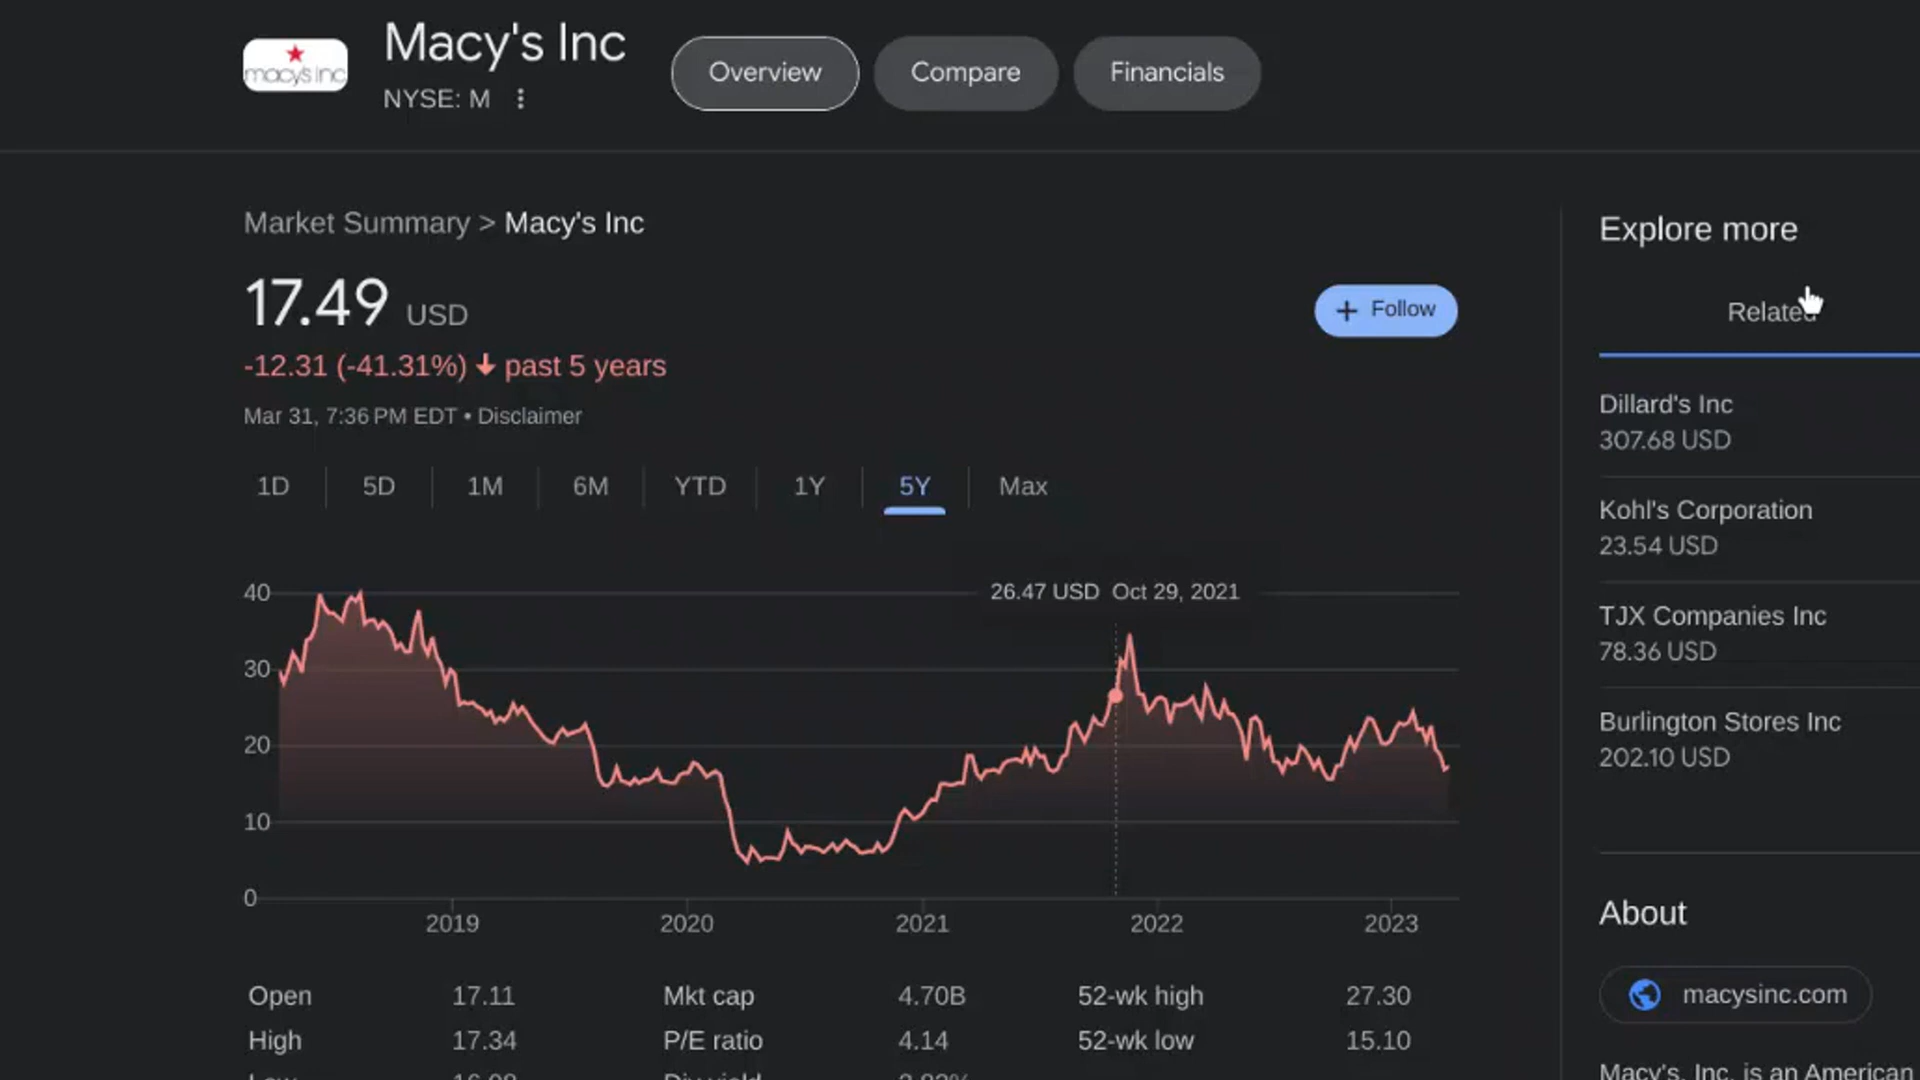 macy's inc
Macy's Inc
NYSE: M
Overview
Compare
Financials
Market Summary > Macy's Inc
17.49 USD
-12.31 (-41.31%) past 5 years
Mar 31, 7:36 PM EDT • Disclaimer
+ Follow
1D 5D 1M 6M YTD 1Y 5Y Max
26.47 USD Oct 29, 2021
40
30
20
10
0
2019 2020 2021 2022 2023
Open 17.11 Mkt cap 4.70B 52-wk high 27.30
High 17.34 P/E ratio 4.14 52-wk low 15.10
Explore more
Related
Dillard's Inc
307.68 USD
Kohl's Corporation
23.54 USD
TJX Companies Inc
78.36 USD
Burlington Stores Inc
202.10 USD
About
macysinc.com
Macy's, Inc. is an American